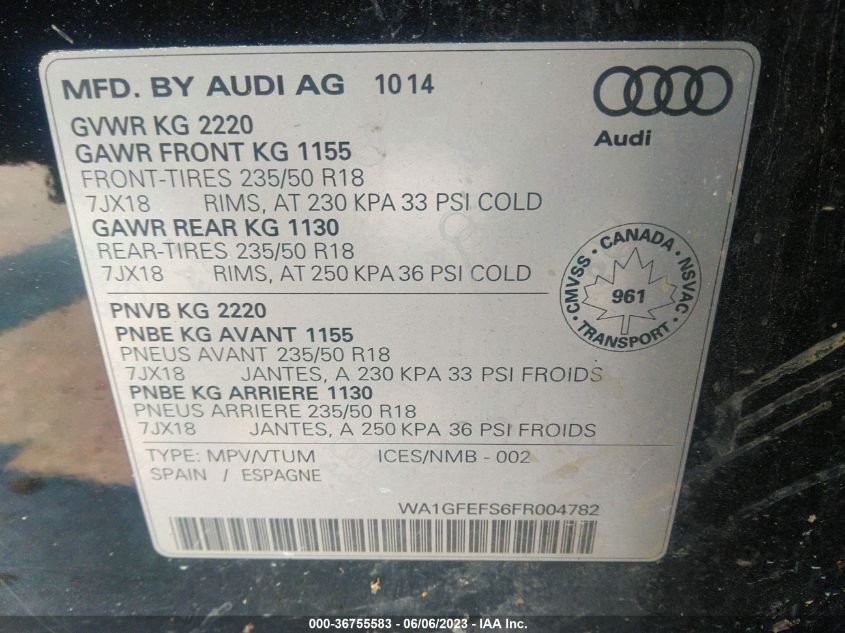 MFD. BY AUDI AG 10 14
Audi
GVWR KG 2220
GAWR FRONT KG 1155
FRONT-TIRES 235/50 R18
7JX18 RIMS, AT 230 KPA 33 PSI COLD
GAWR REAR KG 1130
REAR-TIRES 235/50 R18
7JX18 RIMS, AT 250 KPA 36 PSI COLD
CMVSS · CANADA · NSVAC · TRANSPORT ·
961
PNVB KG 2220
PNBE KG AVANT 1155
PNEUS AVANT 235/50 R18
7JX18 JANTES, A 230 KPA 33 PSI FROIDS
PNBE KG ARRIERE 1130
PNEUS ARRIERE 235/50 R18
7JX18 JANTES, A 250 KPA 36 PSI FROIDS
TYPE: MPV/VTUM ICES/NMB - 002
SPAIN / ESPAGNE
WA1GFEFS6FR004782
000-36755583 - 06/06/2023 - IAA Inc.